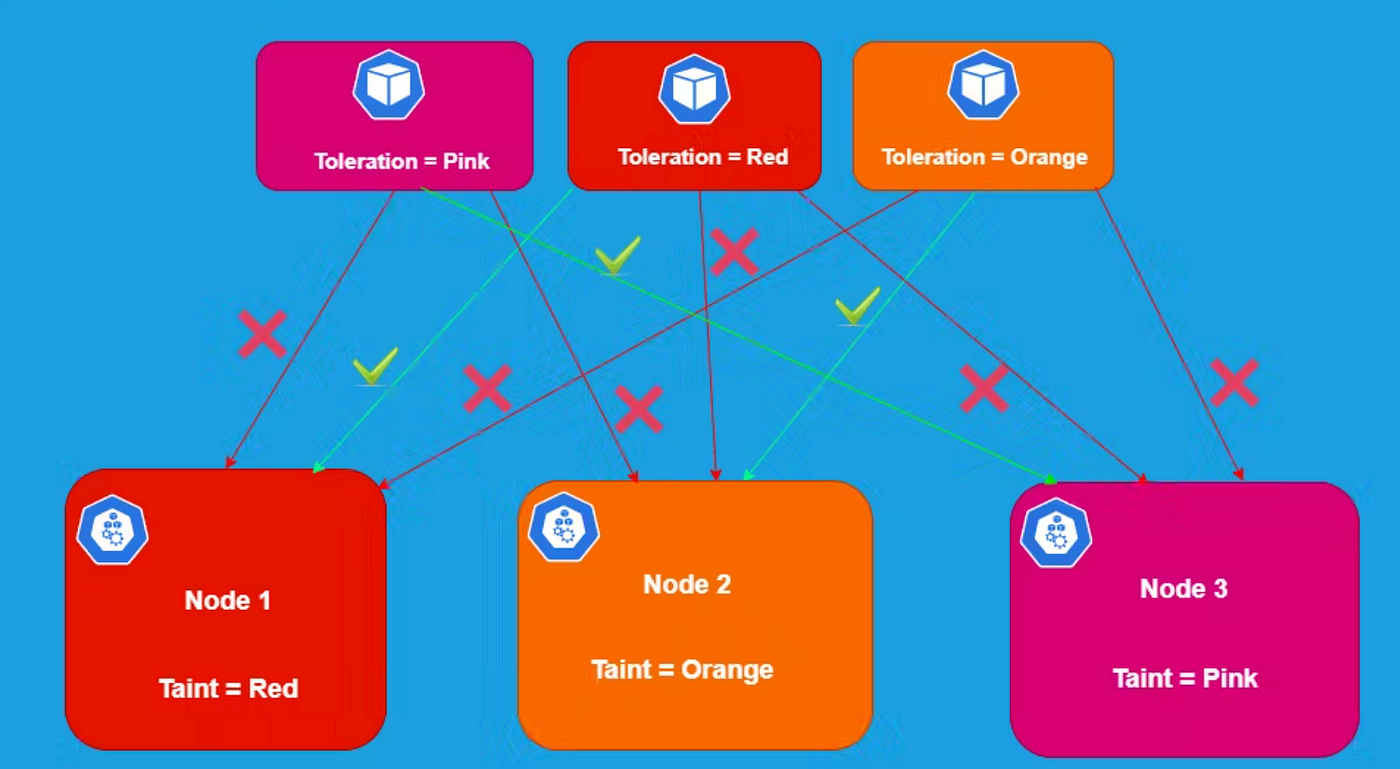 Toleration = Pink
Toleration = Red
Toleration = Orange
Node 1
Taint = Red
Node 2
Taint = Orange
Node 3
Taint = Pink